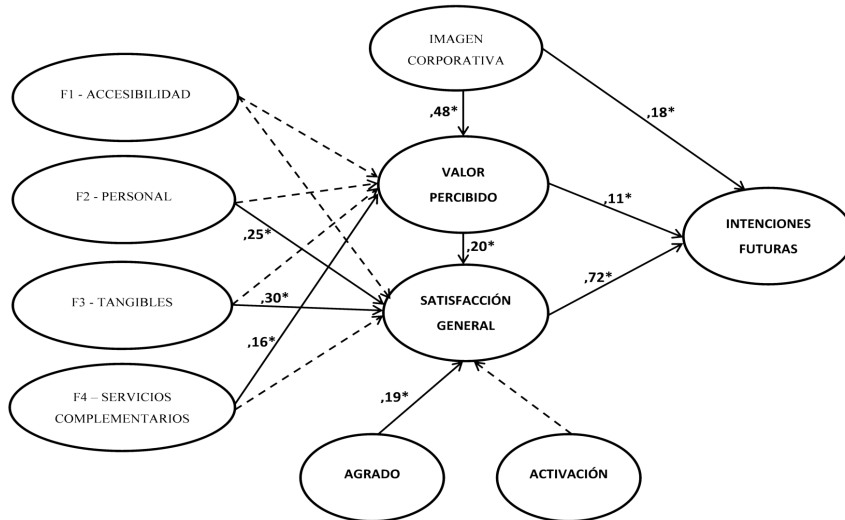 IMAGEN
CORPORATIVA
F1 - ACCESIBILIDAD
,48*
,18*
VALOR
PERCIBIDO
F2 - PERSONAL
,11*
INTENCIONES
FUTURAS
,25*
,20*
,72*
F3 - TANGIBLES
,30*
SATISFACCIÓN
GENERAL
,16*
F4 – SERVICIOS
COMPLEMENTARIOS
,19*
AGRADO
ACTIVACIÓN